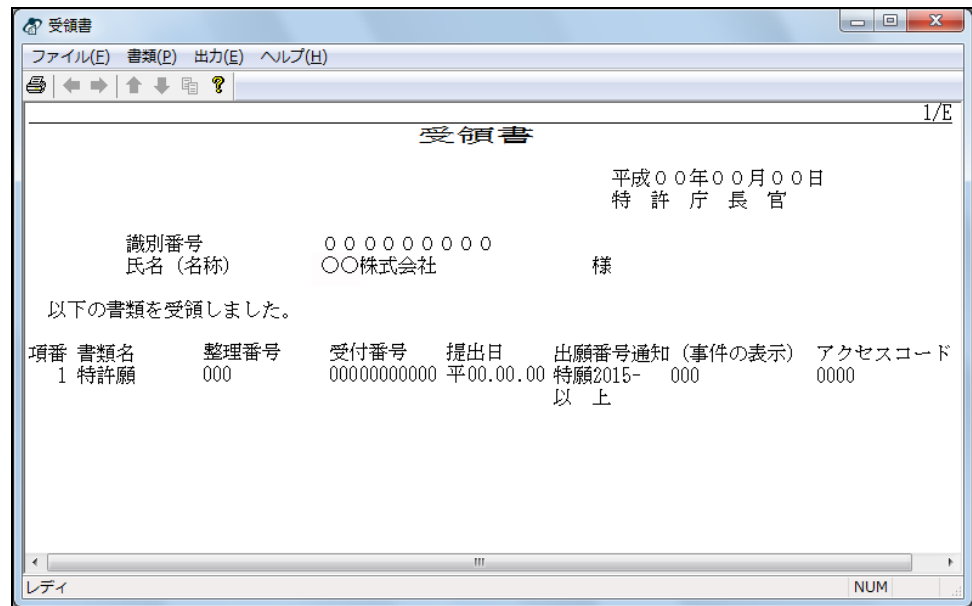 受領書
ファイル(F) 書類(P) 出力(E) ヘルプ(H)
1/E
受領書
平成００年００月００日
特 許 庁 長 官
識別番号 ０００００００００
氏名（名称） 〇〇株式会社 様
以下の書類を受領しました。
項番 書類名 整理番号 受付番号 提出日 出願番号通知（事件の表示） アクセスコード
1 特許願 000 00000000000 平00.00.00 特願2015- 000 0000
以 上
レディ NUM